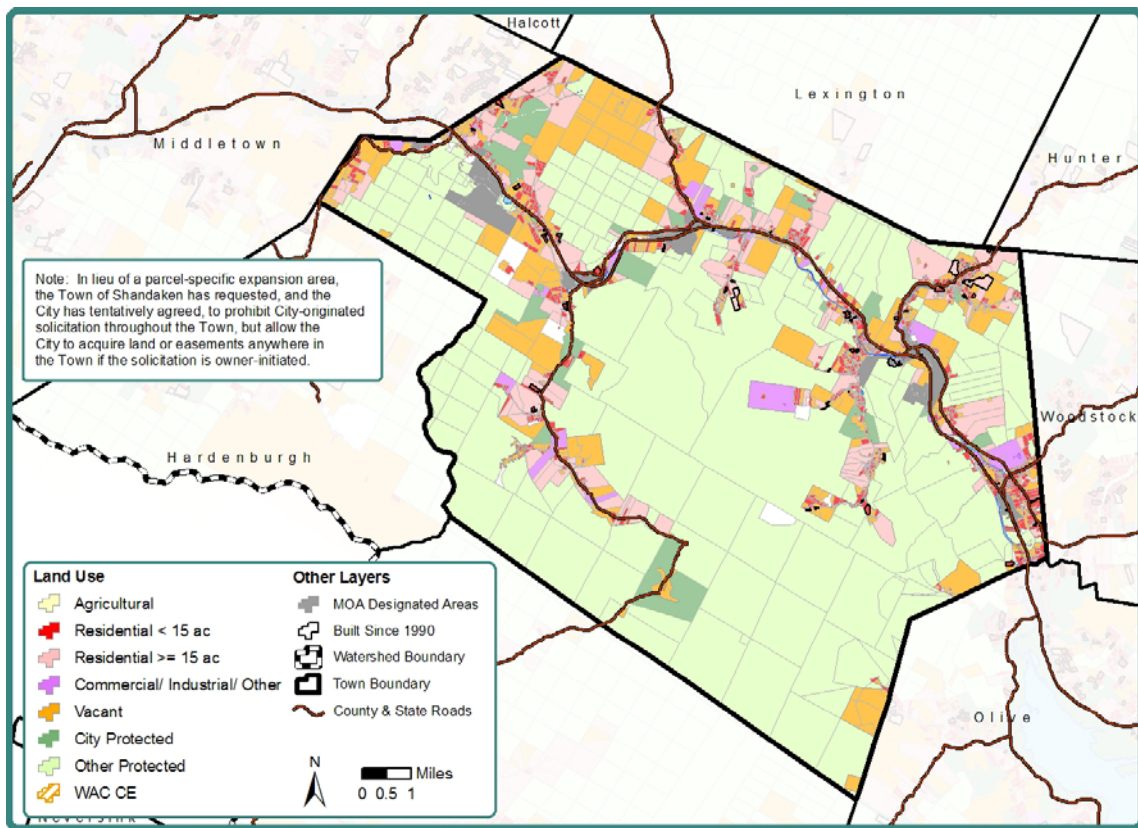 Halcott
Lexington
Middletown
Hunter
Note: In lieu of a parcel-specific expansion area,
the Town of Shandaken has requested, and the
City has tentatively agreed, to prohibit City-originated
solicitation throughout the Town, but allow the
City to acquire land or easements anywhere in
the Town if the solicitation is owner-initiated.
Woodstock
Hardenburgh
Olive
Land Use
Agricultural
Residential < 15 ac
Residential >= 15 ac
Commercial/ Industrial/ Other
Vacant
City Protected
Other Protected
WAC CE
Other Layers
MOA Designated Areas
Built Since 1990
Watershed Boundary
Town Boundary
County & State Roads
N
Miles
0 0.5 1
Neversink